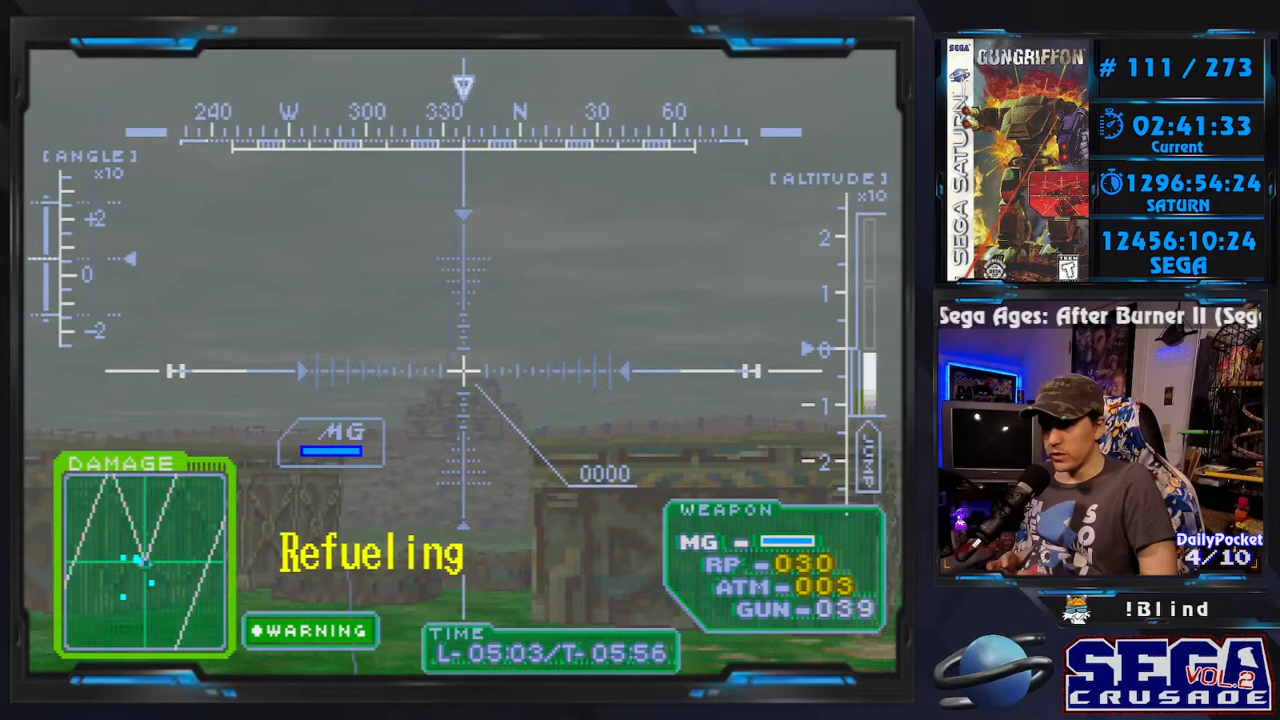 240 W 300 330 N 30 60
[ANGLE]
x10
+2
0
-2
[ALTITUDE]
x10
2
1
0
-1
-2
JUMP
MG
0000
DAMAGE
Refueling
WARNING
WEAPON
MG -
RP -030
ATM-003
GUN-039
TIME
L- 05:03/T- 05:56
SEGA
SEGA SATURN
GUNGRIFFON
TEEN
T
# 111 / 273
02:41:33
Current
1296:54:24
SATURN
12456:10:24
SEGA
Sega Ages: After Burner II (Seg
DailyPocket
4/10
!Blind
SEGA
VOL.2
CRUSADE